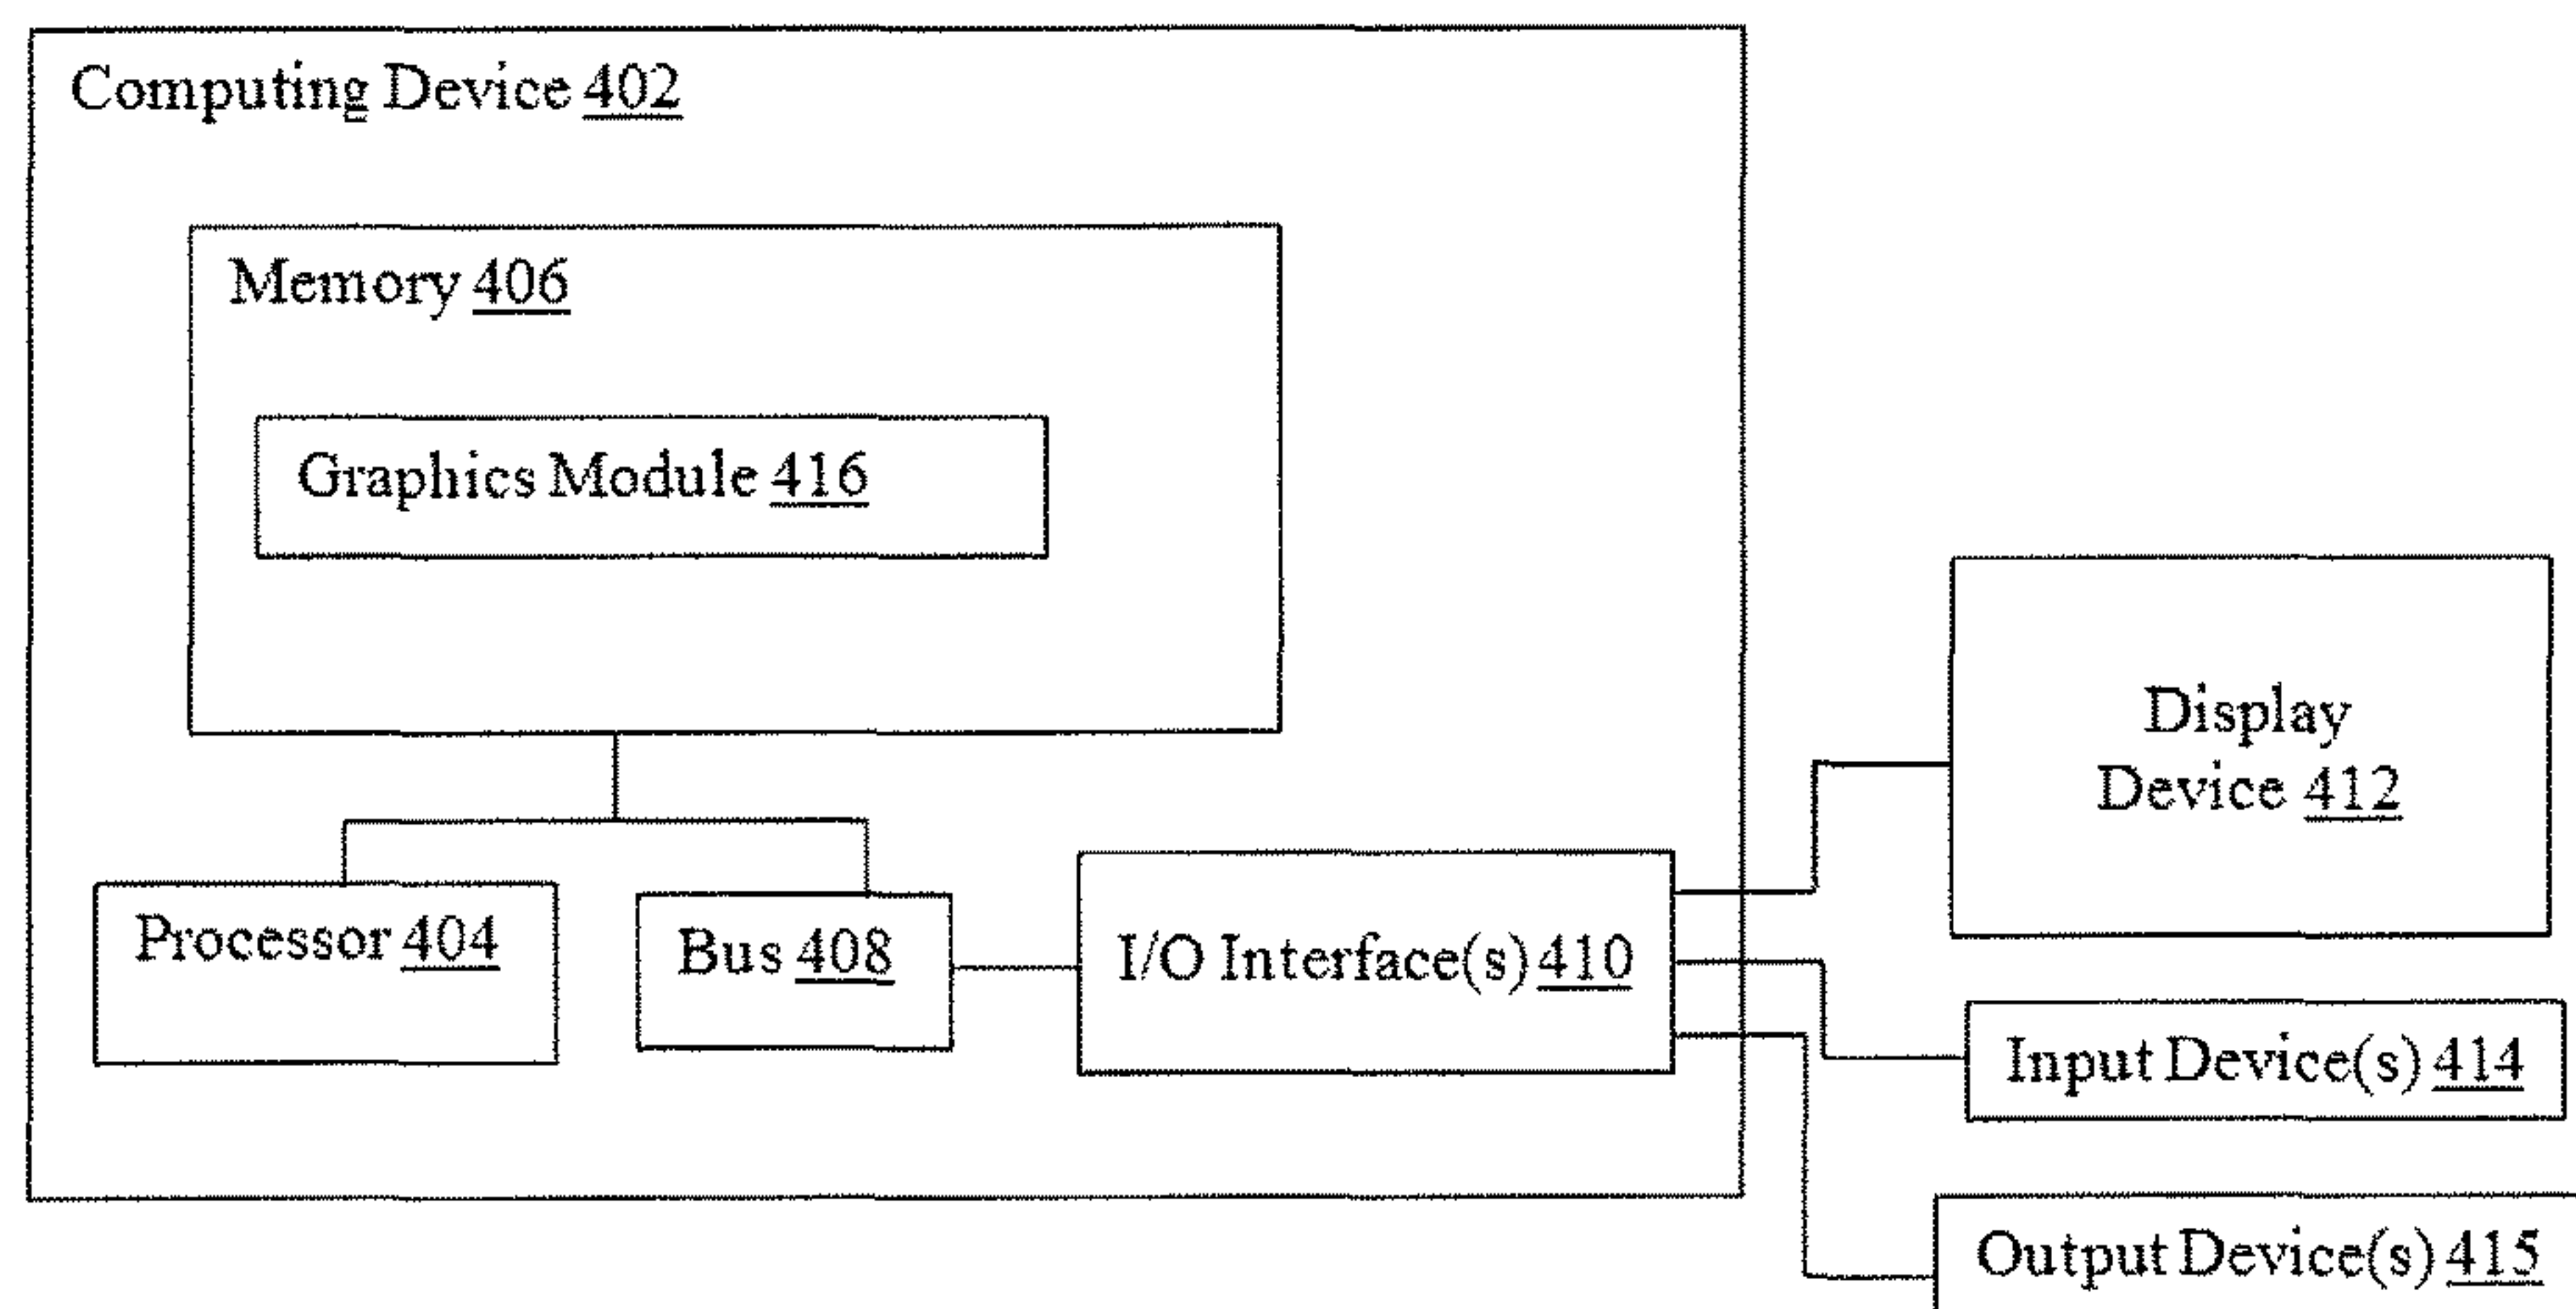 Computing Device 402
Memory 406
Graphics Module 416
Display
Device 412
Processor 404
Bus 408
I/O Interface(s) 410
Input Device(s) 414
Output Device(s) 415